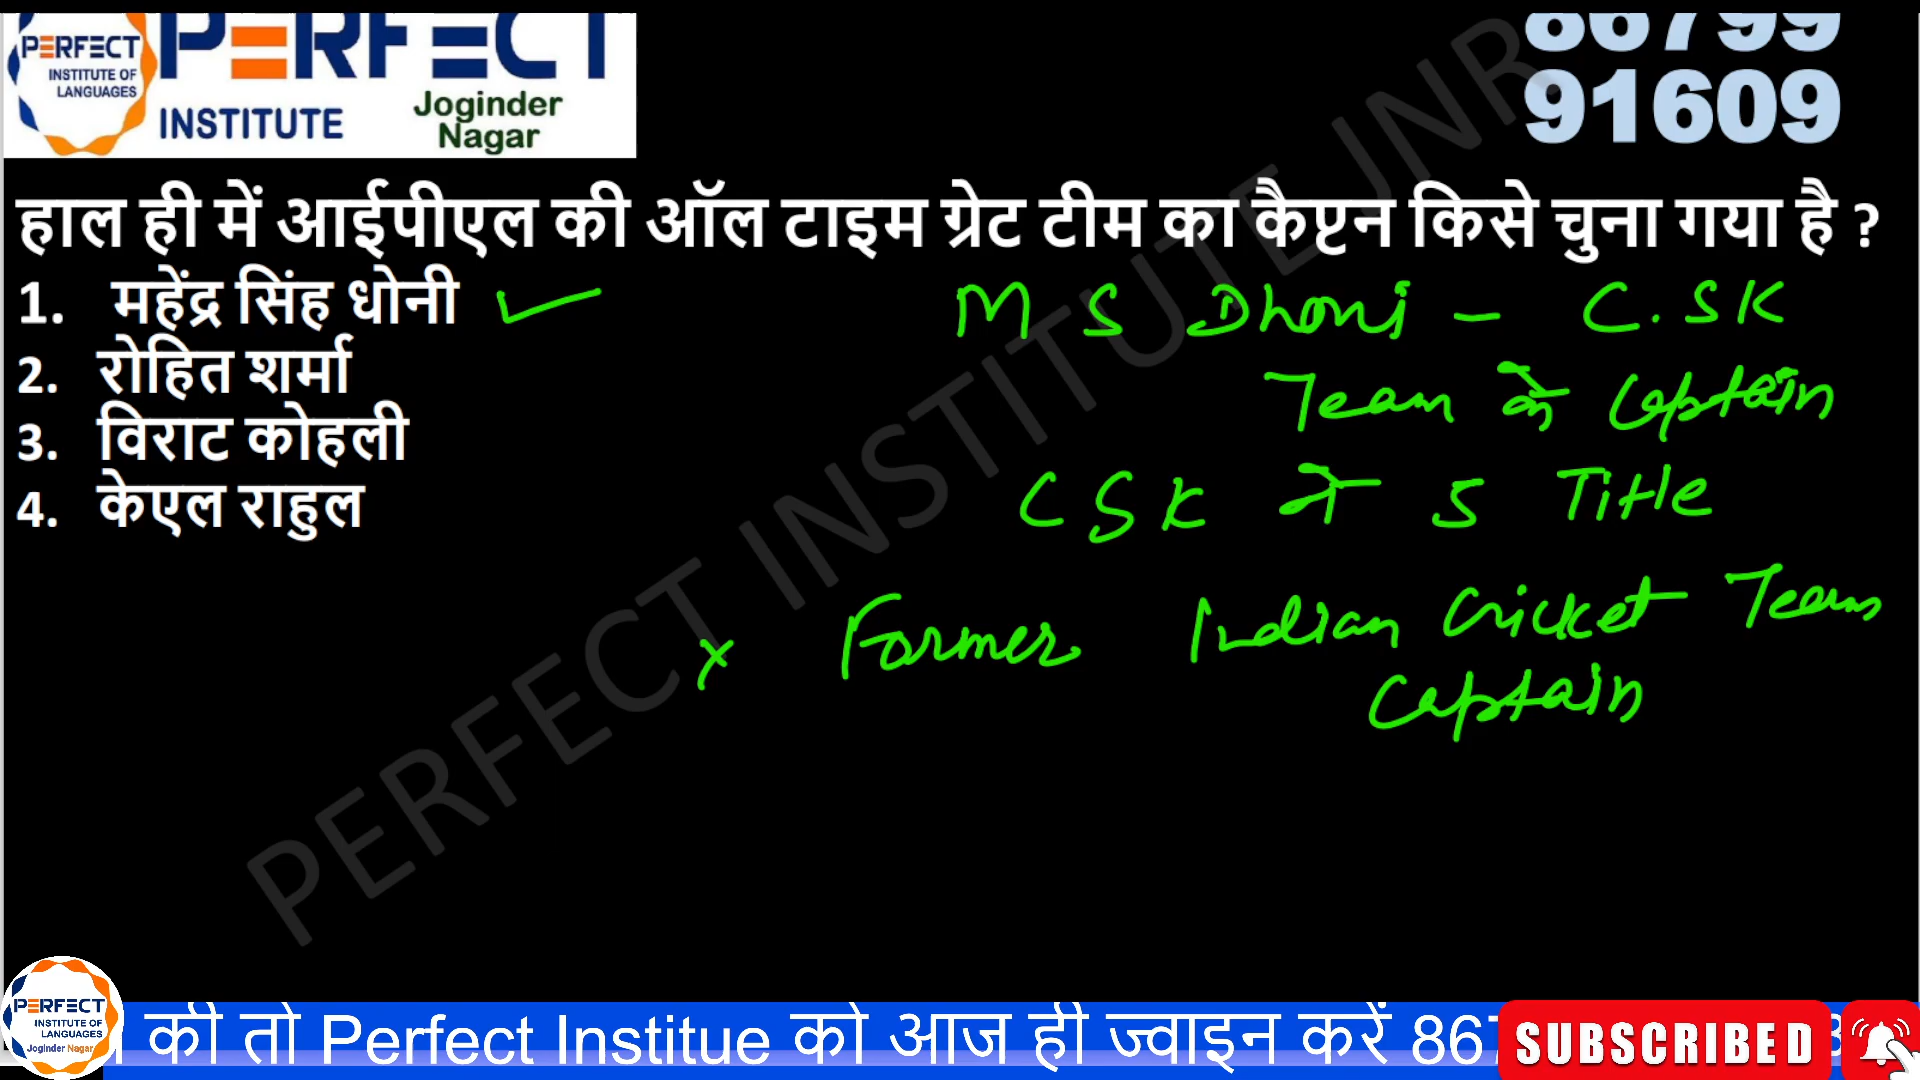 PERFECT
INSTITUTE OF
LANGUAGES
PERFECT
INSTITUTE
Joginder
Nagar
86799
91609
हाल ही में आईपीएल की ऑल टाइम ग्रेट टीम का कैप्टन किसे चुना गया है ?
1. महेंद्र सिंह धोनी
2. रोहित शर्मा
3. विराट कोहली
4. केएल राहुल
M S Dhoni - C.SK
Team के Captain
CSK ने 5 Title
x Former Indian Cricket Team
Captain
PERFECT INSTITUTE JNR
PERFECT
INSTITUTE OF
LANGUAGES
Joginder Nagar
की तो Perfect Institue को आज ही ज्वाइन करें 867
SUBSCRIBED